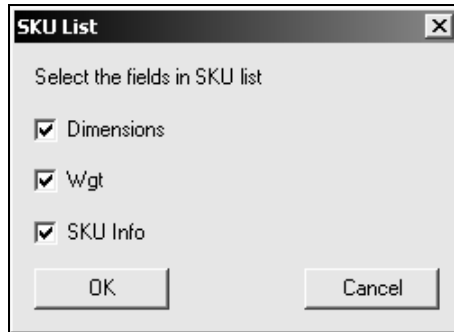 SKU List
Select the fields in SKU list
Dimensions
Wgt
SKU Info
OK Cancel